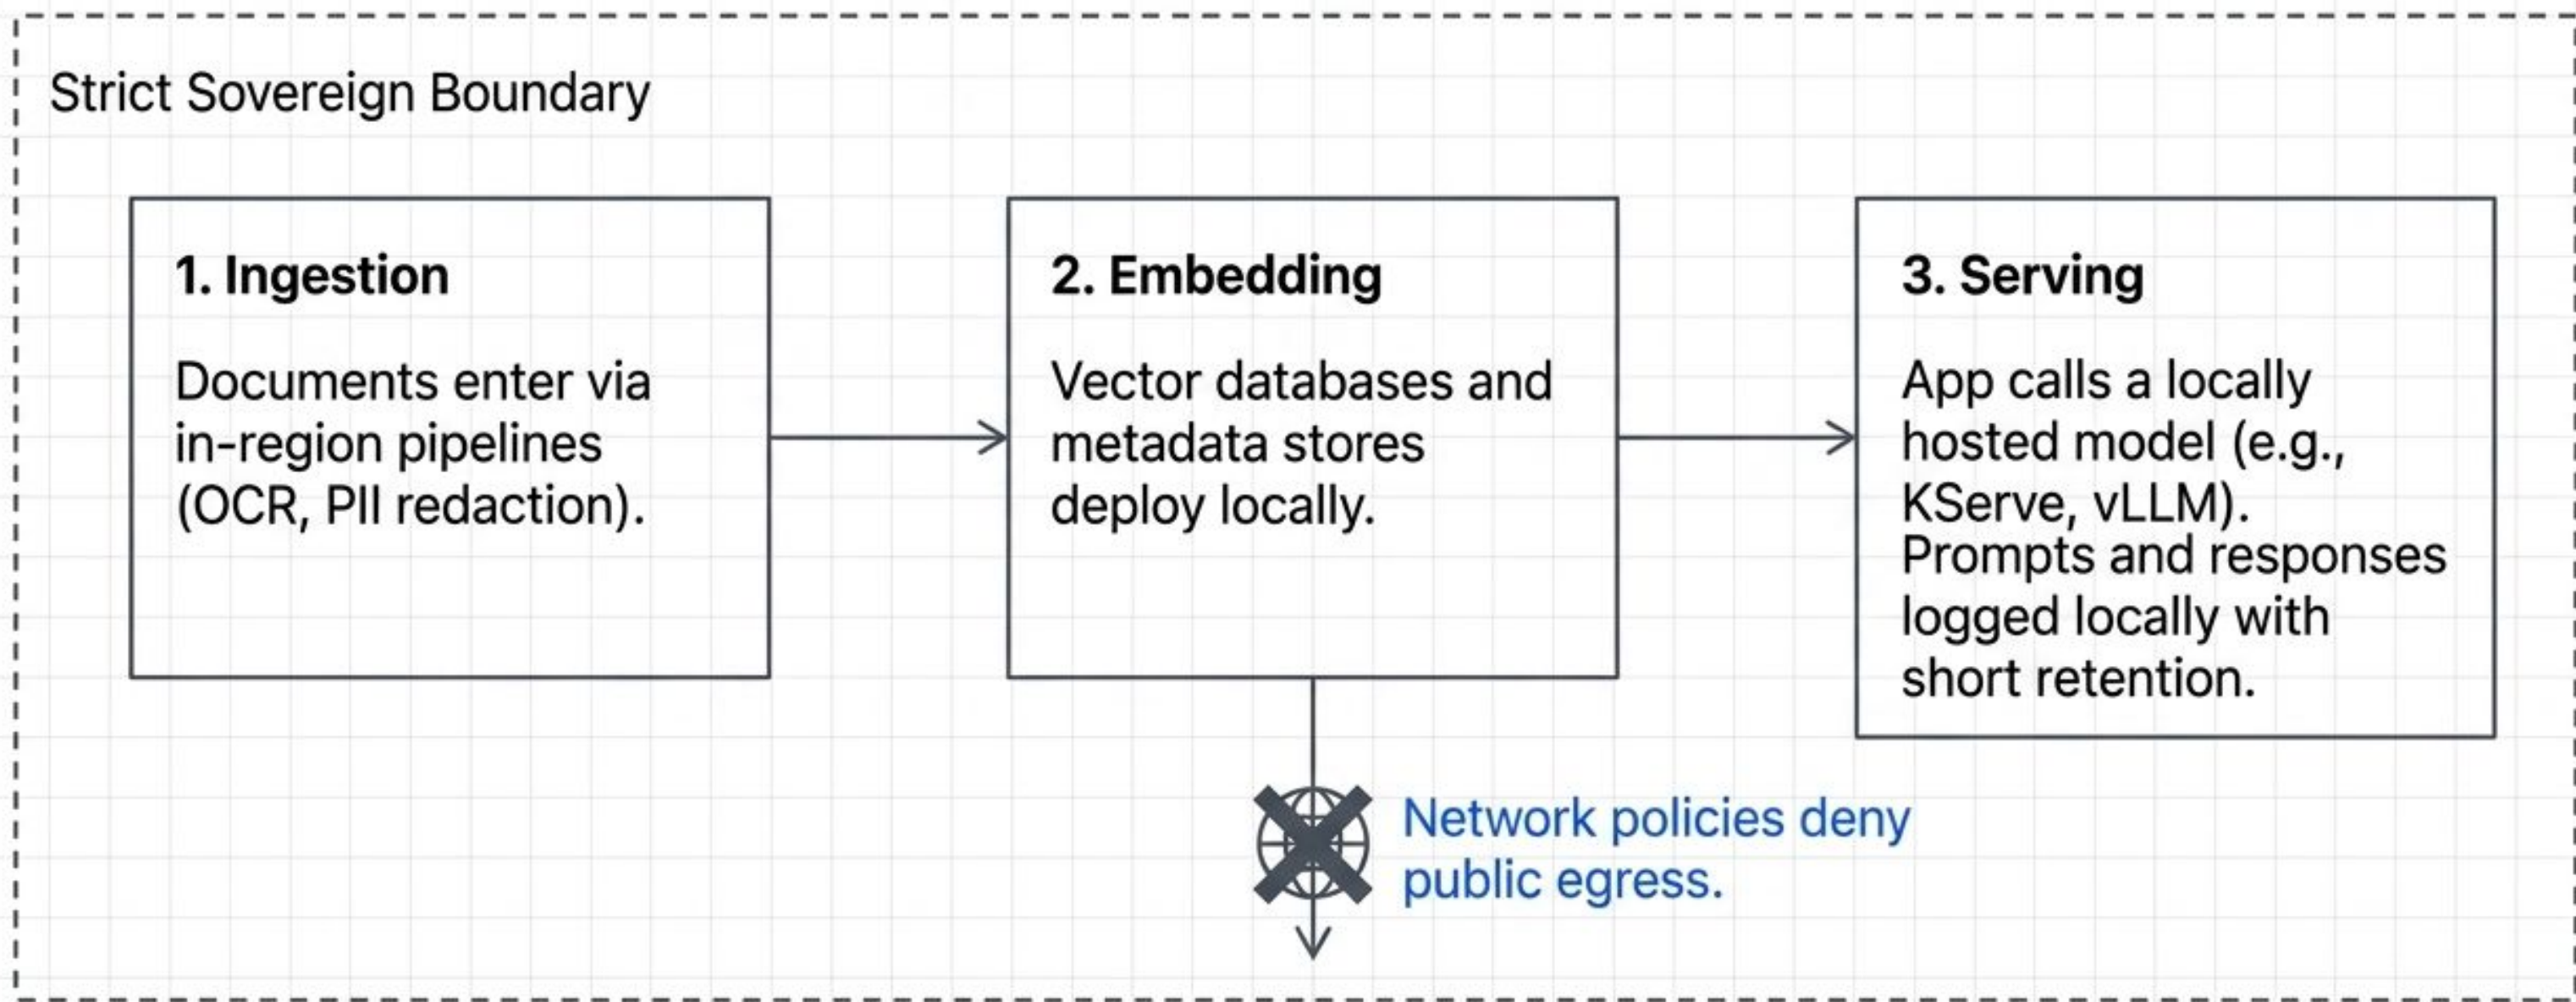 Strict Sovereign Boundary
1. Ingestion
Documents enter via
in-region pipelines
(OCR, PII redaction).
2. Embedding
Vector databases and
metadata stores
deploy locally.
3. Serving
App calls a locally
hosted model (e.g.,
KServe, vLLM).
Prompts and responses
logged locally with
short retention.
Network policies deny
public egress.